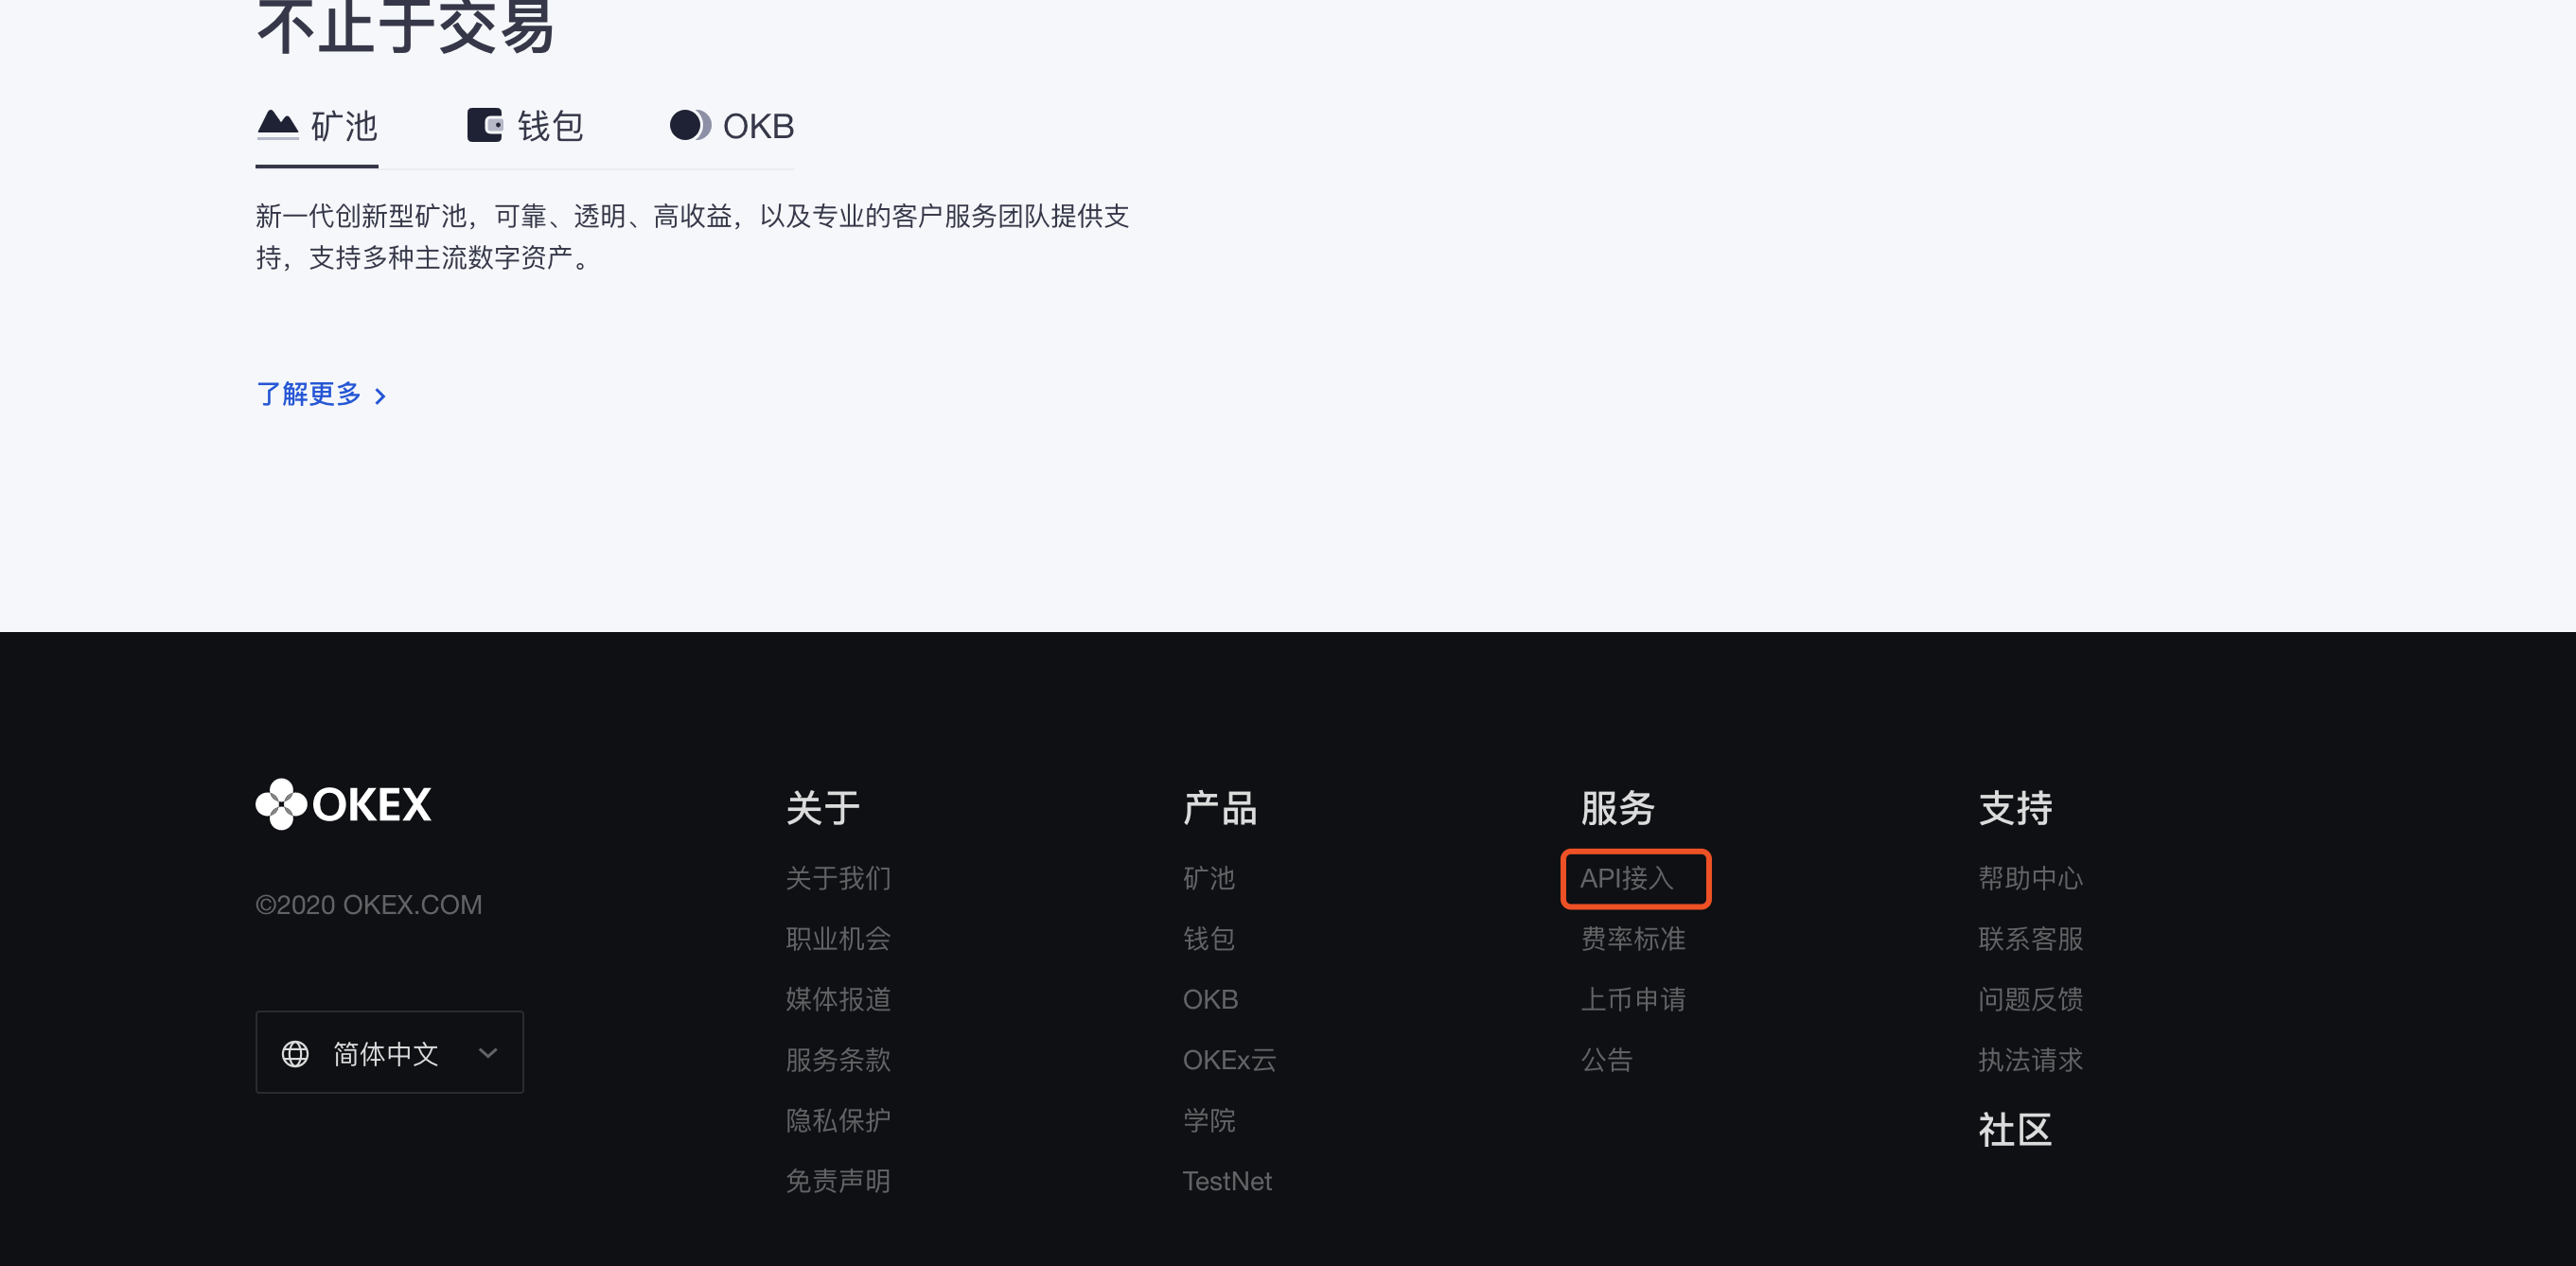 不止于交易
矿池
钱包
OKB
新一代创新型矿池，可靠、透明、高收益，以及专业的客户服务团队提供支
持，支持多种主流数字资产。
了解更多
OKEX
©2020 OKEX.COM
简体中文
关于
关于我们
职业机会
媒体报道
服务条款
隐私保护
免责声明
产品
矿池
钱包
OKB
OKEx云
学院
TestNet
服务
API接入
费率标准
上币申请
公告
支持
帮助中心
联系客服
问题反馈
执法请求
社区